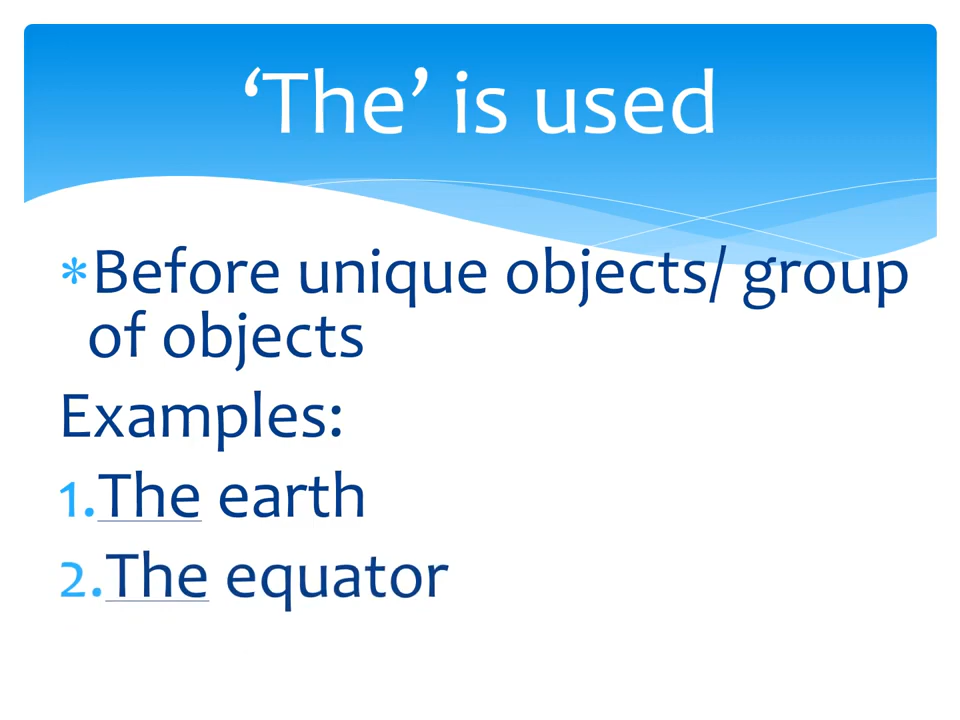 ‘The’ is used
*Before unique objects/ group
of objects
Examples:
1.The earth
2.The equator